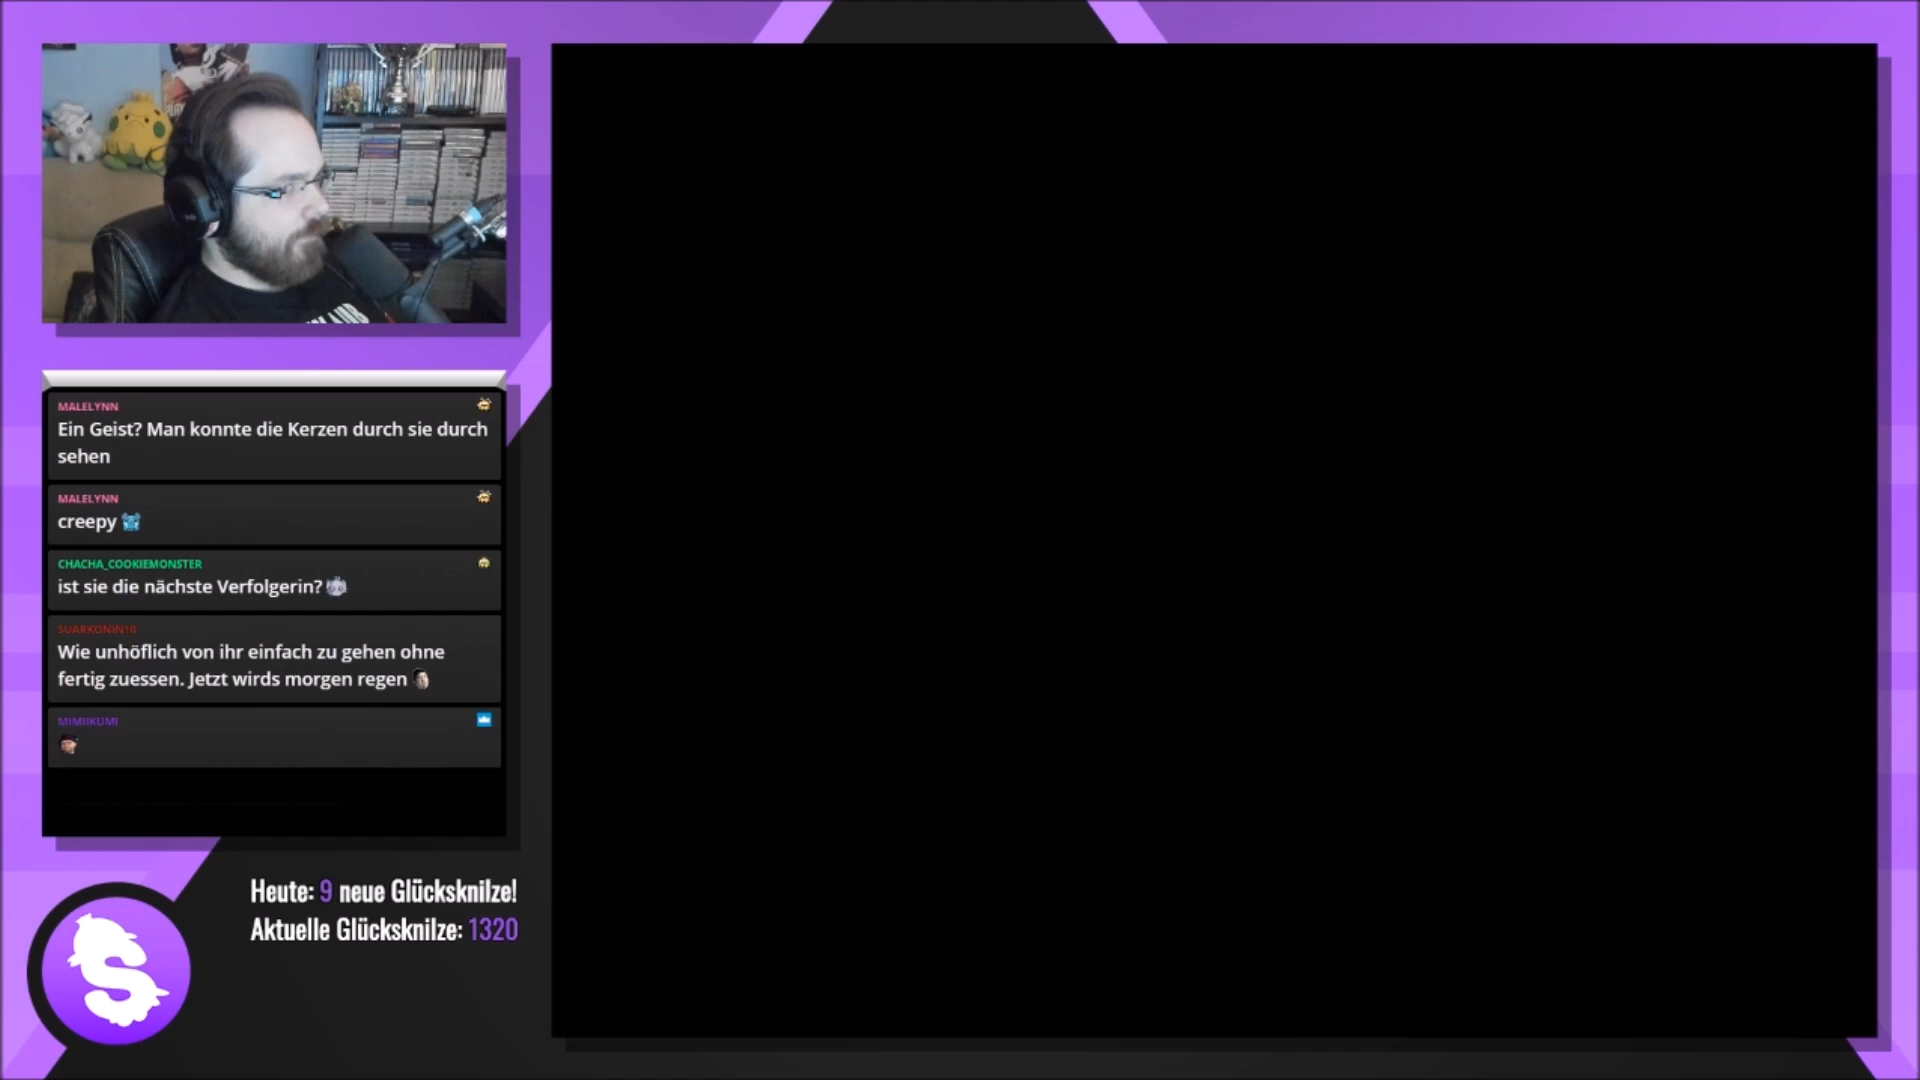 MALELYNN
Ein Geist? Man konnte die Kerzen durch sie durch
sehen
MALELYNN
creepy
CHACHA_COOKIEMONSTER
ist sie die nächste Verfolgerin?
SUARKONIN10
Wie unhöflich von ihr einfach zu gehen ohne
fertig zuessen. Jetzt wirds morgen regen
MIMIIKUMI
Heute: 9 neue Glücksknilze!
Aktuelle Glücksknilze: 1320